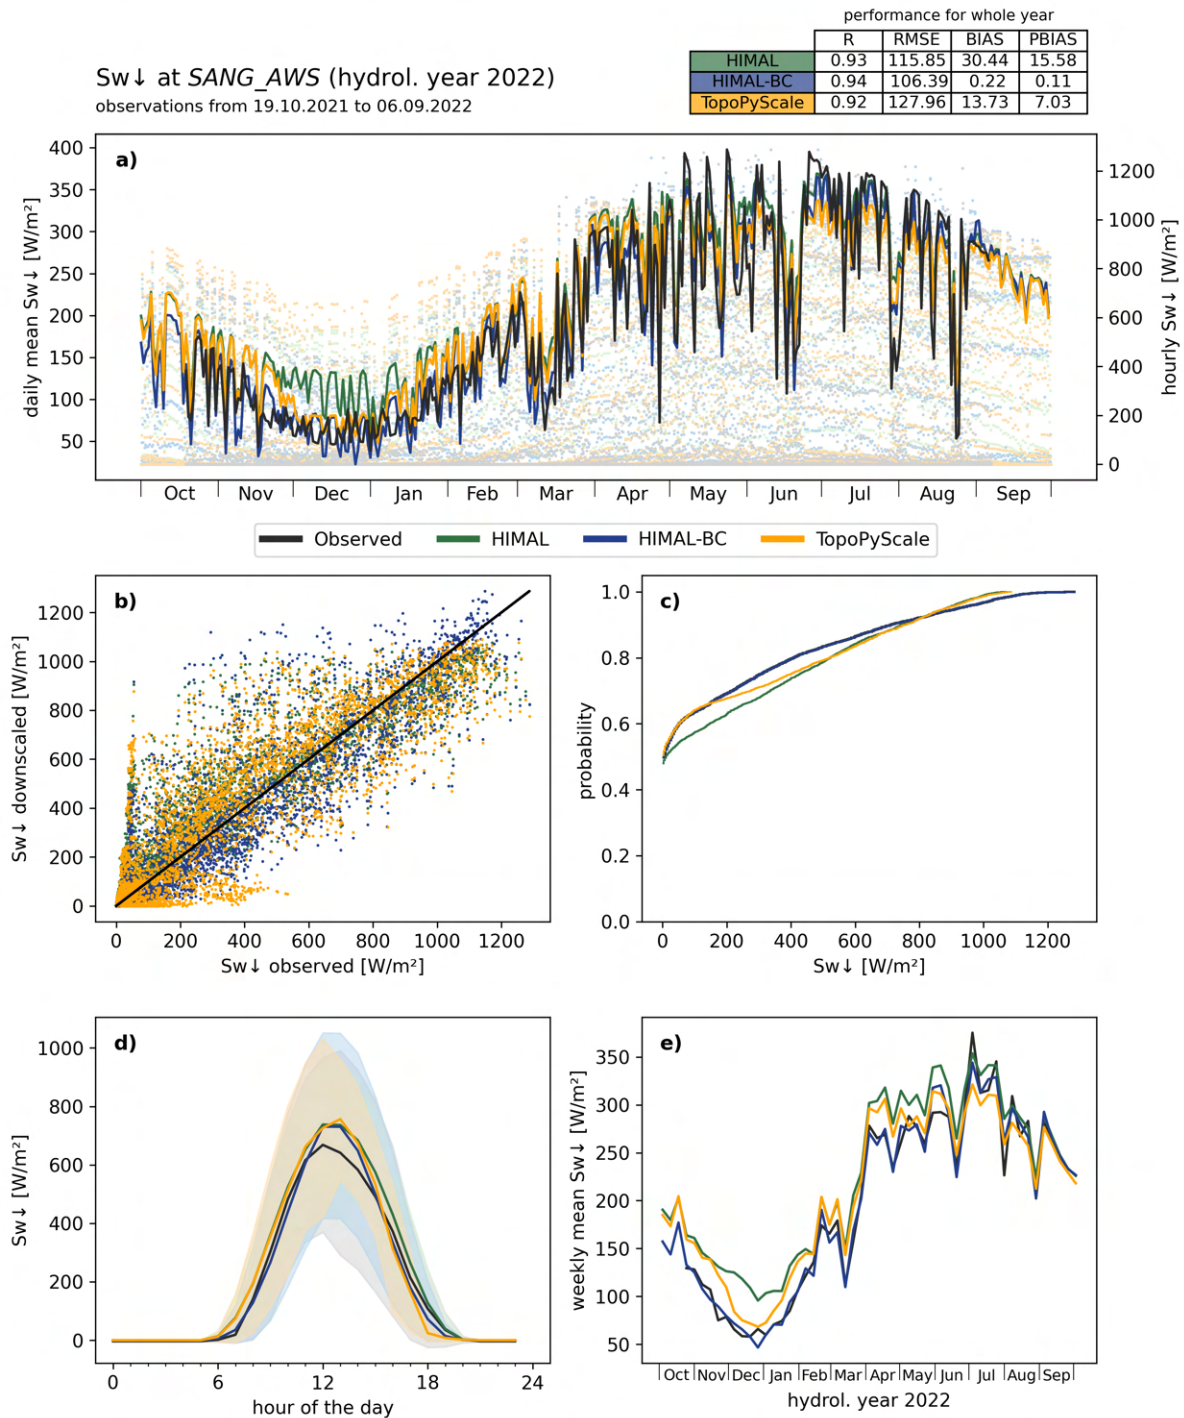 performance for whole year
R RMSE BIAS PBIAS
HIMAL 0.93 115.85 30.44 15.58
HIMAL-BC 0.94 106.39 0.22 0.11
TopoPyScale 0.92 127.96 13.73 7.03
Sw↓ at SANG_AWS (hydrol. year 2022)
observations from 19.10.2021 to 06.09.2022
a)
daily mean Sw↓ [W/m²]
400
350
300
250
200
150
100
50
hourly Sw↓ [W/m²]
1200
1000
800
600
400
200
0
Oct Nov Dec Jan Feb Mar Apr May Jun Jul Aug Sep
Observed HIMAL HIMAL-BC TopoPyScale
b)
Sw↓ downscaled [W/m²]
1200
1000
800
600
400
200
0
0 200 400 600 800 1000 1200
Sw↓ observed [W/m²]
c)
probability
1.0
0.8
0.6
0.4
0.2
0.0
0 200 400 600 800 1000 1200
Sw↓ [W/m²]
d)
Sw↓ [W/m²]
1000
800
600
400
200
0
0 6 12 18 24
hour of the day
e)
weekly mean Sw↓ [W/m²]
350
300
250
200
150
100
50
Oct Nov Dec Jan Feb Mar Apr May Jun Jul Aug Sep
hydrol. year 2022